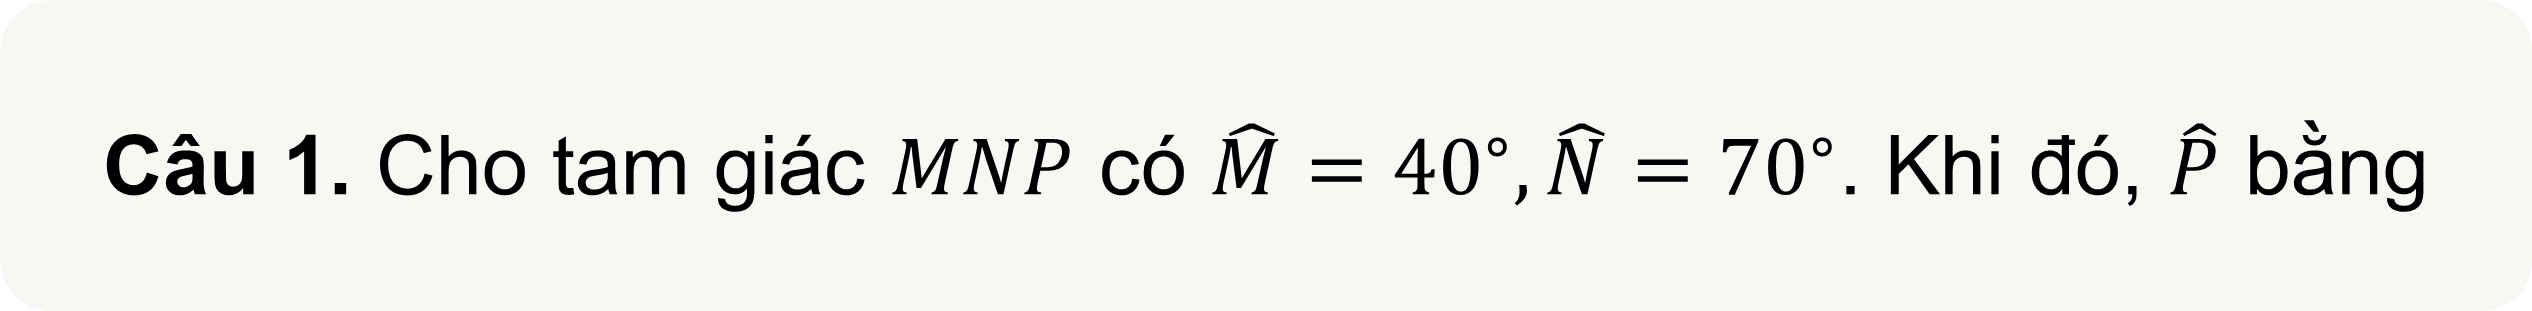 Câu 1. Cho tam giác MNP có M̂ = 40°, N̂ = 70°. Khi đó, P̂ bằng